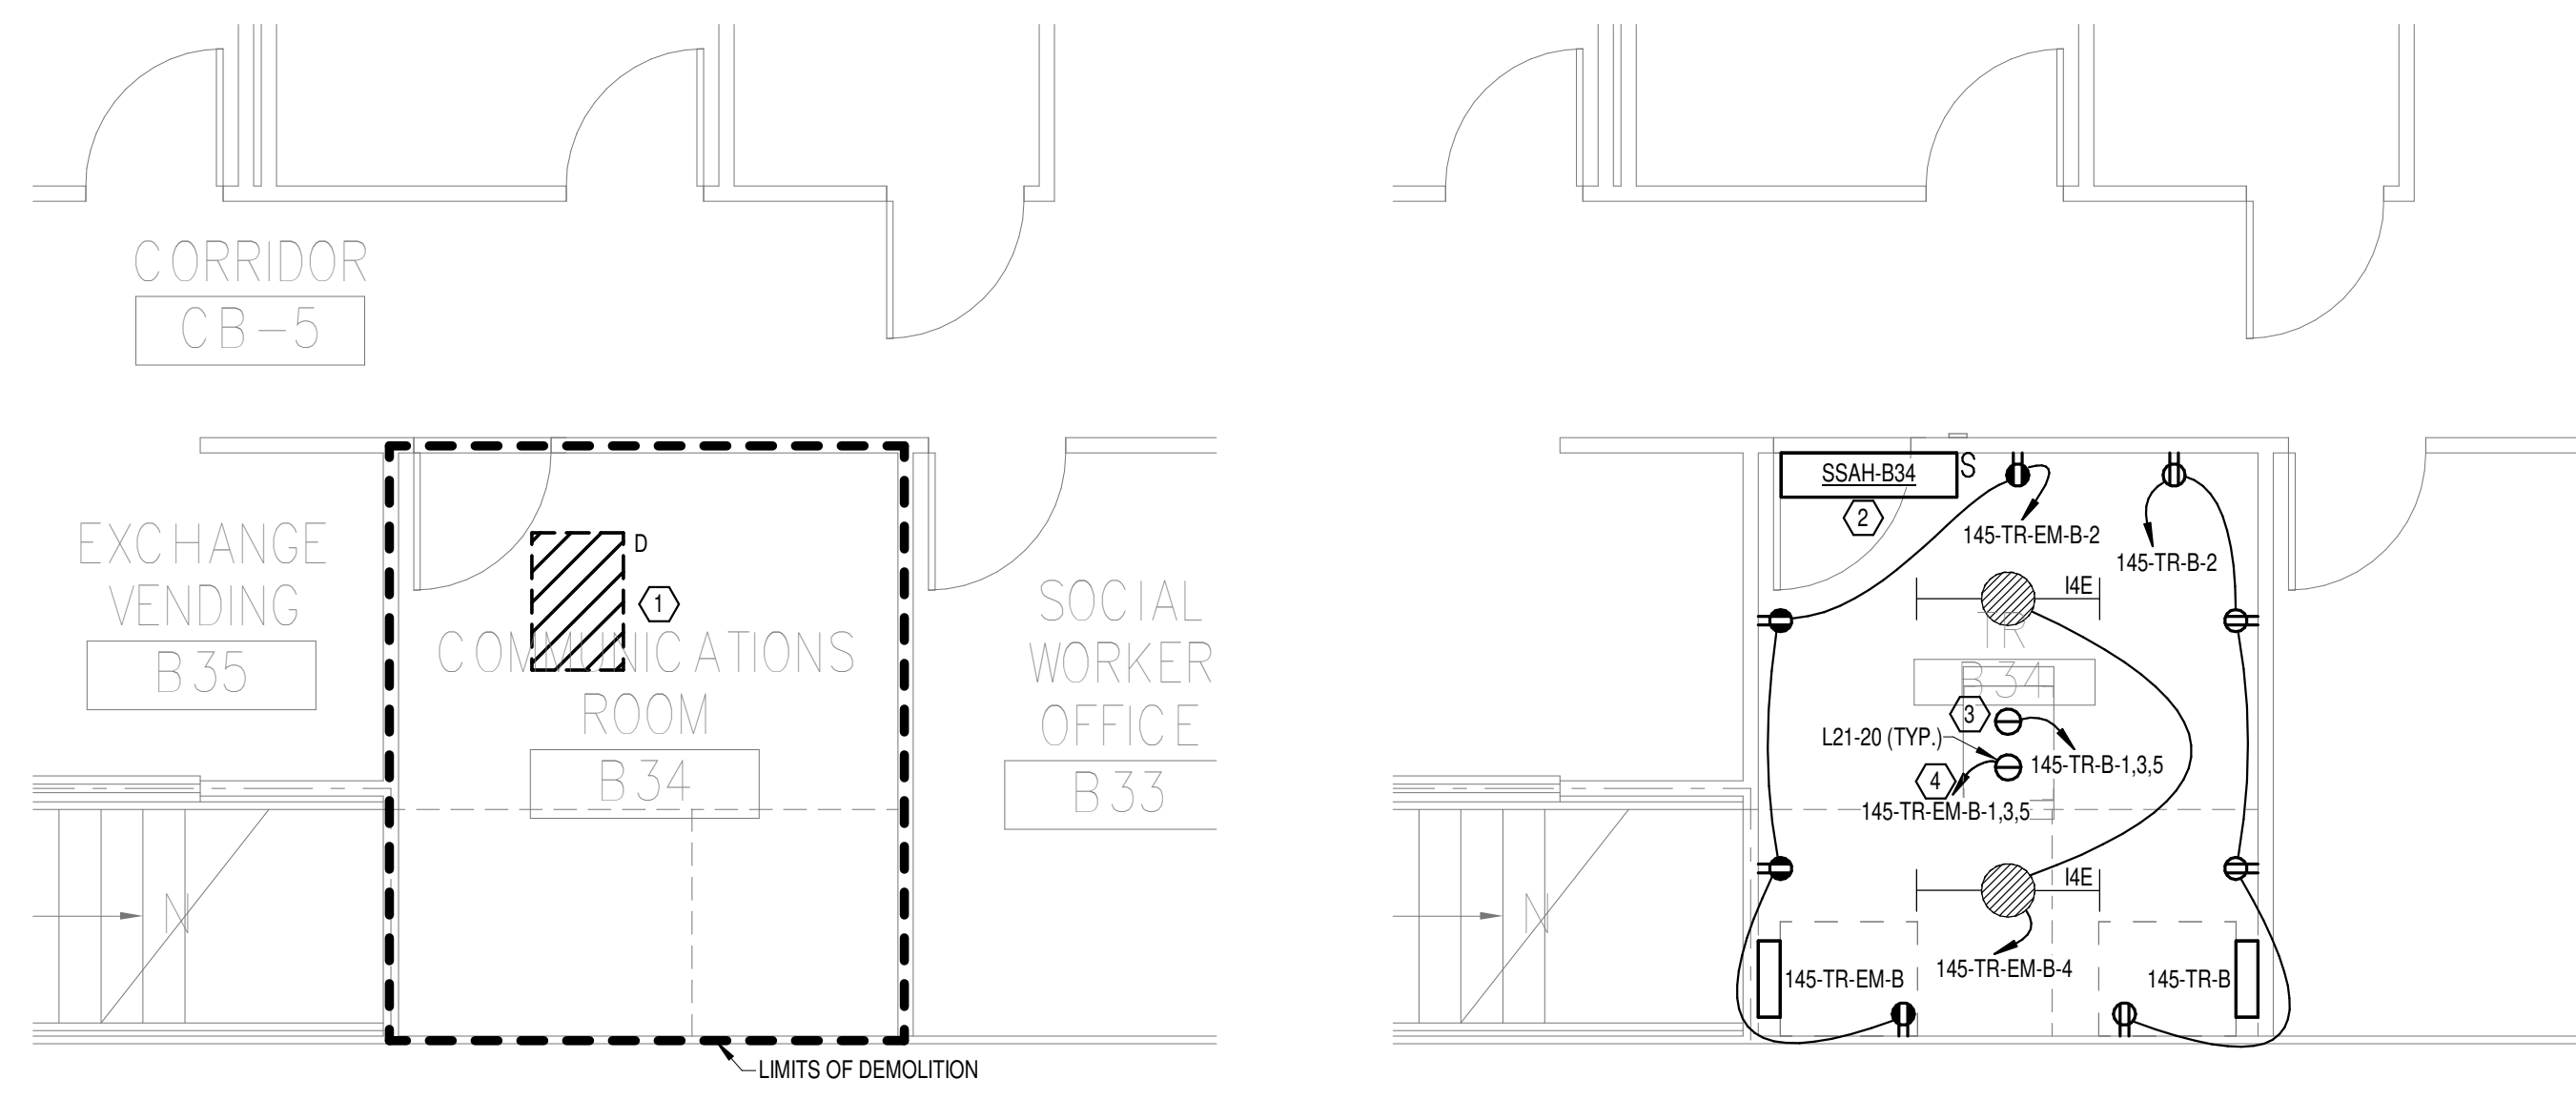 CORRIDOR
CB-5
EXCHANGE
VENDING
B35
D
1
COMMUNICATIONS
ROOM
B34
SOCIAL
WORKER
OFFICE
B33
N
LIMITS OF DEMOLITION
SSAH-B34
S
2
145-TR-EM-B-2
145-TR-B-2
I4E
TR
B34
3
L21-20 (TYP.)
145-TR-B-1,3,5
4
145-TR-EM-B-1,3,5
I4E
N
145-TR-EM-B-4
145-TR-EM-B
145-TR-B